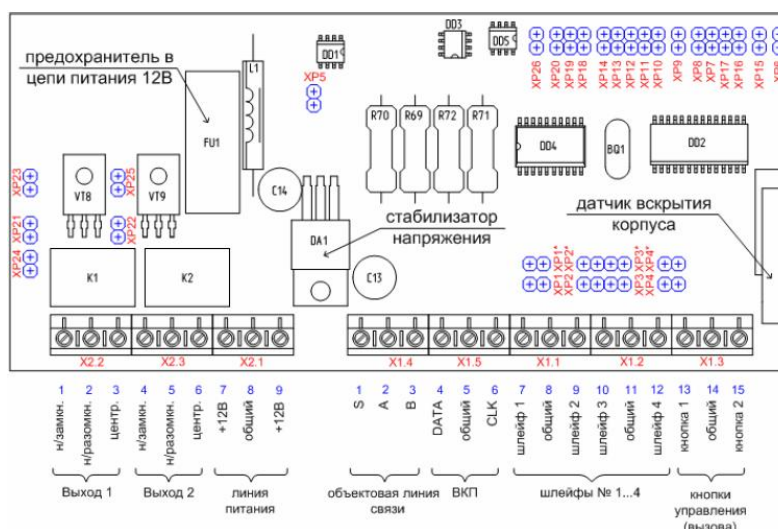 предохранитель в
цепи питания 12В
L1
DD1
DD3
DD5
XP5
XP26 XP20 XP19 XP18 XP14 XP13 XP12 XP11 XP10 XP9 XP8 XP7 XP17 XP16 XP15
FU1
R70 R69 R72 R71
DD4
BQ1
DD2
XP23
VT8
XP25
VT9
C14
датчик вскрытия
корпуса
стабилизатор
напряжения
XP21
XP22
XP24
DA1
K1
K2
C13
XP1* XP2* XP3* XP4*
XP1 XP2 XP3 XP4
X2.2 X2.3 X2.1 X1.4 X1.5 X1.1 X1.2 X1.3
1 2 3 4 5 6 7 8 9 1 2 3 4 5 6 7 8 9 10 11 12 13 14 15
н/замкн. н/разомкн. центр. н/замкн. н/разомкн. центр. +12В общий +12В S A B DATA общий CLK шлейф 1 общий шлейф 2 шлейф 3 общий шлейф 4 кнопка 1 общий кнопка 2
Выход 1 Выход 2 линия
питания
объектовая линия
связи
ВКП
шлейфы № 1...4
кнопки
управления
(вызова)